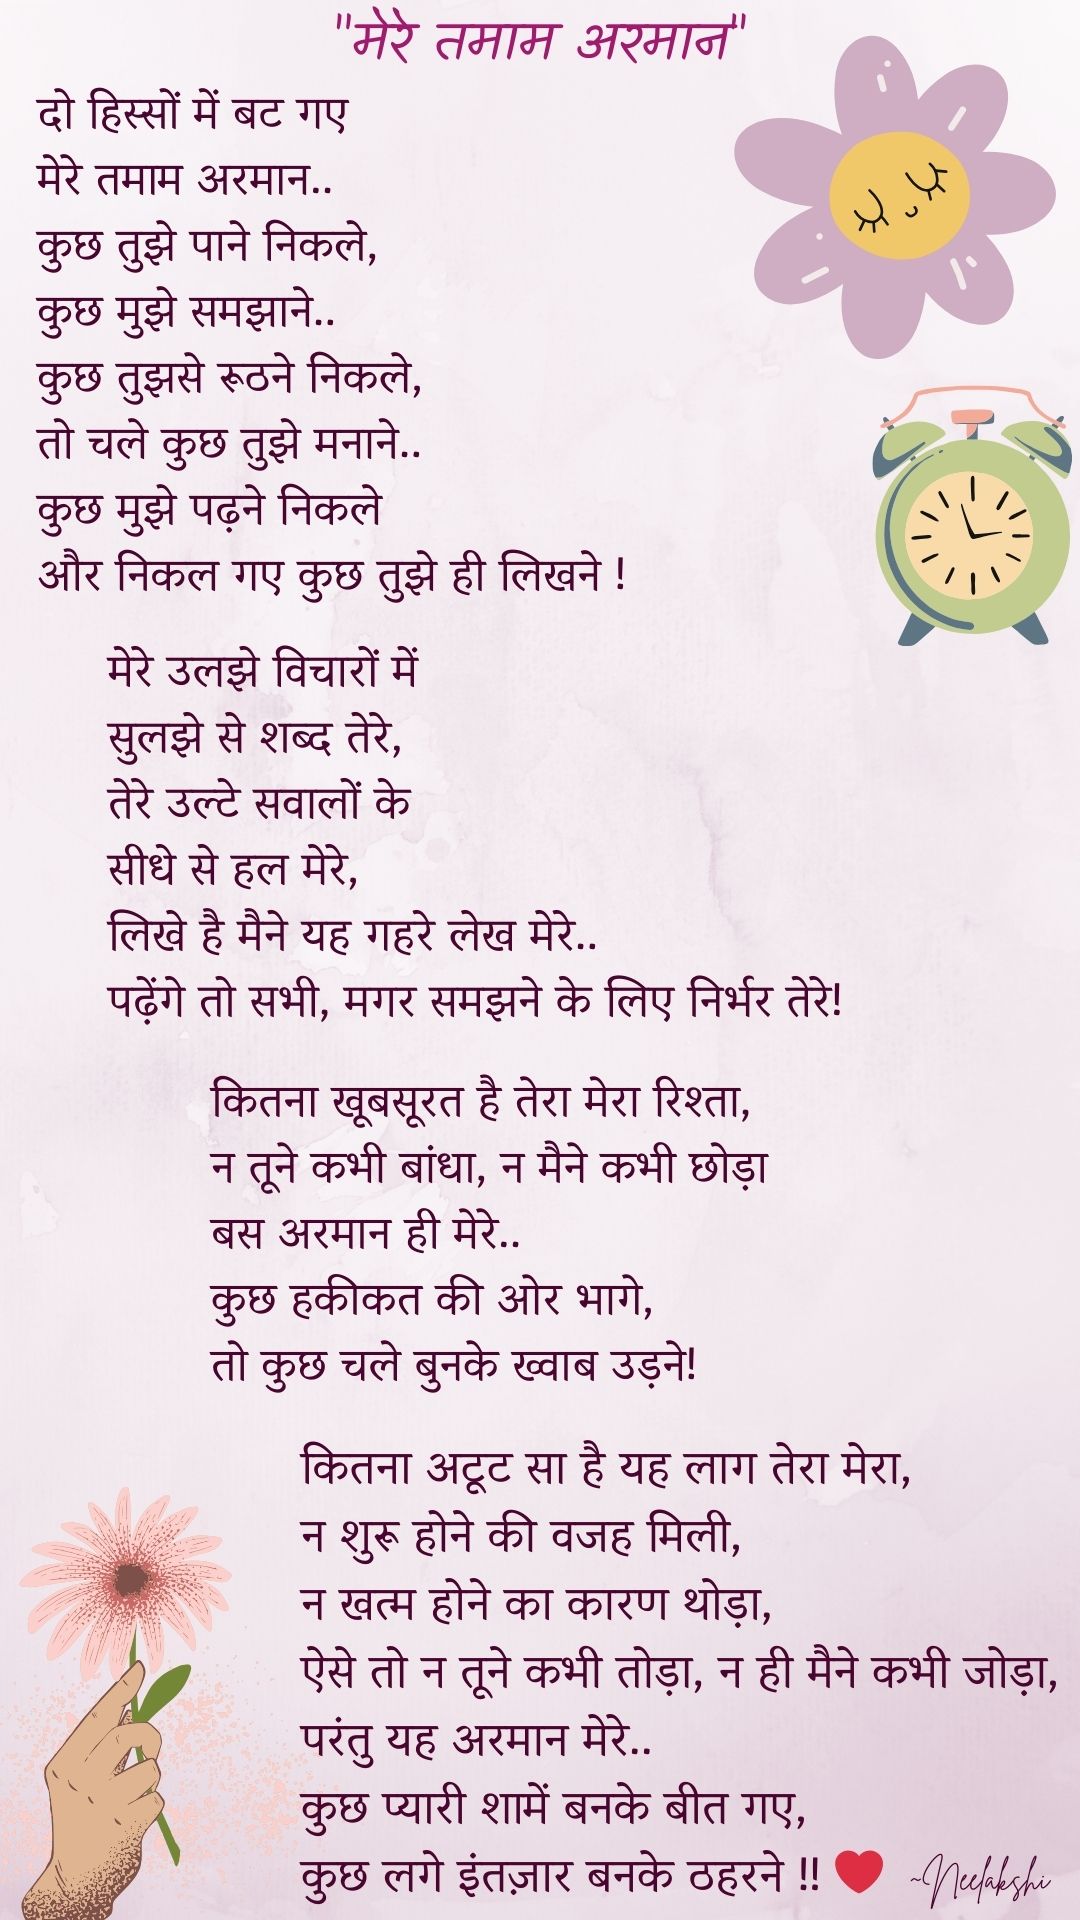 "मेरे तमाम अरमान"
दो हिस्सों में बट गए
मेरे तमाम अरमान..
कुछ तुझे पाने निकले,
कुछ मुझे समझाने..
कुछ तुझसे रूठने निकले,
तो चले कुछ तुझे मनाने..
कुछ मुझे पढ़ने निकले
और निकल गए कुछ तुझे ही लिखने !
मेरे उलझे विचारों में
सुलझे से शब्द तेरे,
तेरे उल्टे सवालों के
सीधे से हल मेरे,
लिखे है मैने यह गहरे लेख मेरे..
पढ़ेंगे तो सभी, मगर समझने के लिए निर्भर तेरे!
कितना खूबसूरत है तेरा मेरा रिश्ता,
न तूने कभी बांधा, न मैने कभी छोड़ा
बस अरमान ही मेरे..
कुछ हकीकत की ओर भागे,
तो कुछ चले बुनके ख्वाब उड़ने!
कितना अटूट सा है यह लाग तेरा मेरा,
न शुरू होने की वजह मिली,
न खत्म होने का कारण थोड़ा,
ऐसे तो न तूने कभी तोड़ा, न ही मैने कभी जोड़ा,
परंतु यह अरमान मेरे..
कुछ प्यारी शामें बनके बीत गए,
कुछ लगे इंतज़ार बनके ठहरने !! ❤️ ~Neelakshi